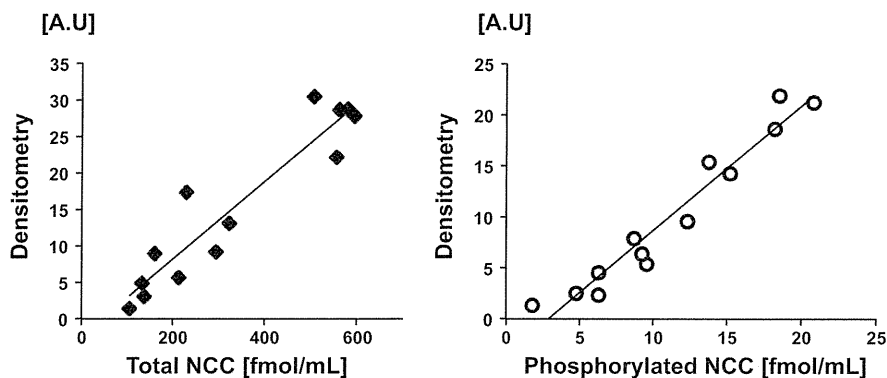 [A.U]
35
30
25
20
15
10
5
0
Densitometry
0 200 400 600
Total NCC [fmol/mL]
[A.U]
25
20
15
10
5
0
Densitometry
0 5 10 15 20 25
Phosphorylated NCC [fmol/mL]